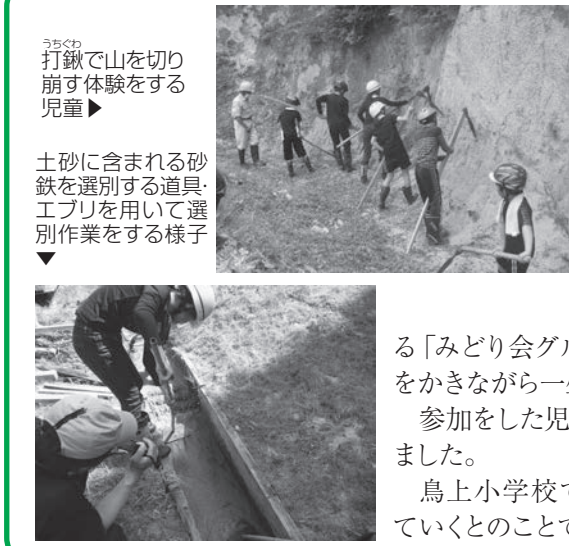 打鍬で山を切り
崩す体験をする
児童▶
土砂に含まれる砂
鉄を選別する道具・
エブリを用いて選
別作業をする様子
▼
る「みどり会グル
をかきながら一生
参加をした児
ました。
鳥上小学校で
ていくとのことで